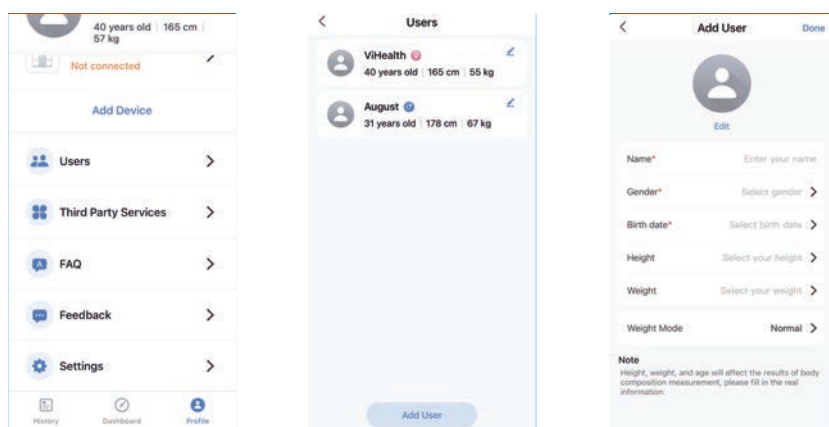 40 years old | 165 cm |
57 kg
Not connected
Add Device
Users
Third Party Services
FAQ
Feedback
Settings
History
Dashboard
Profile
Users
ViHealth
40 years old | 165 cm | 55 kg
August
31 years old | 178 cm | 67 kg
Add User
Add User
Done
Edit
Name* Enter your name
Gender* Select gender
Birth date* Select birth date
Height Select your height
Weight Select your weight
Weight Mode Normal
Note
Height, weight, and age will affect the results of body
composition measurement, please fill in the real
information.